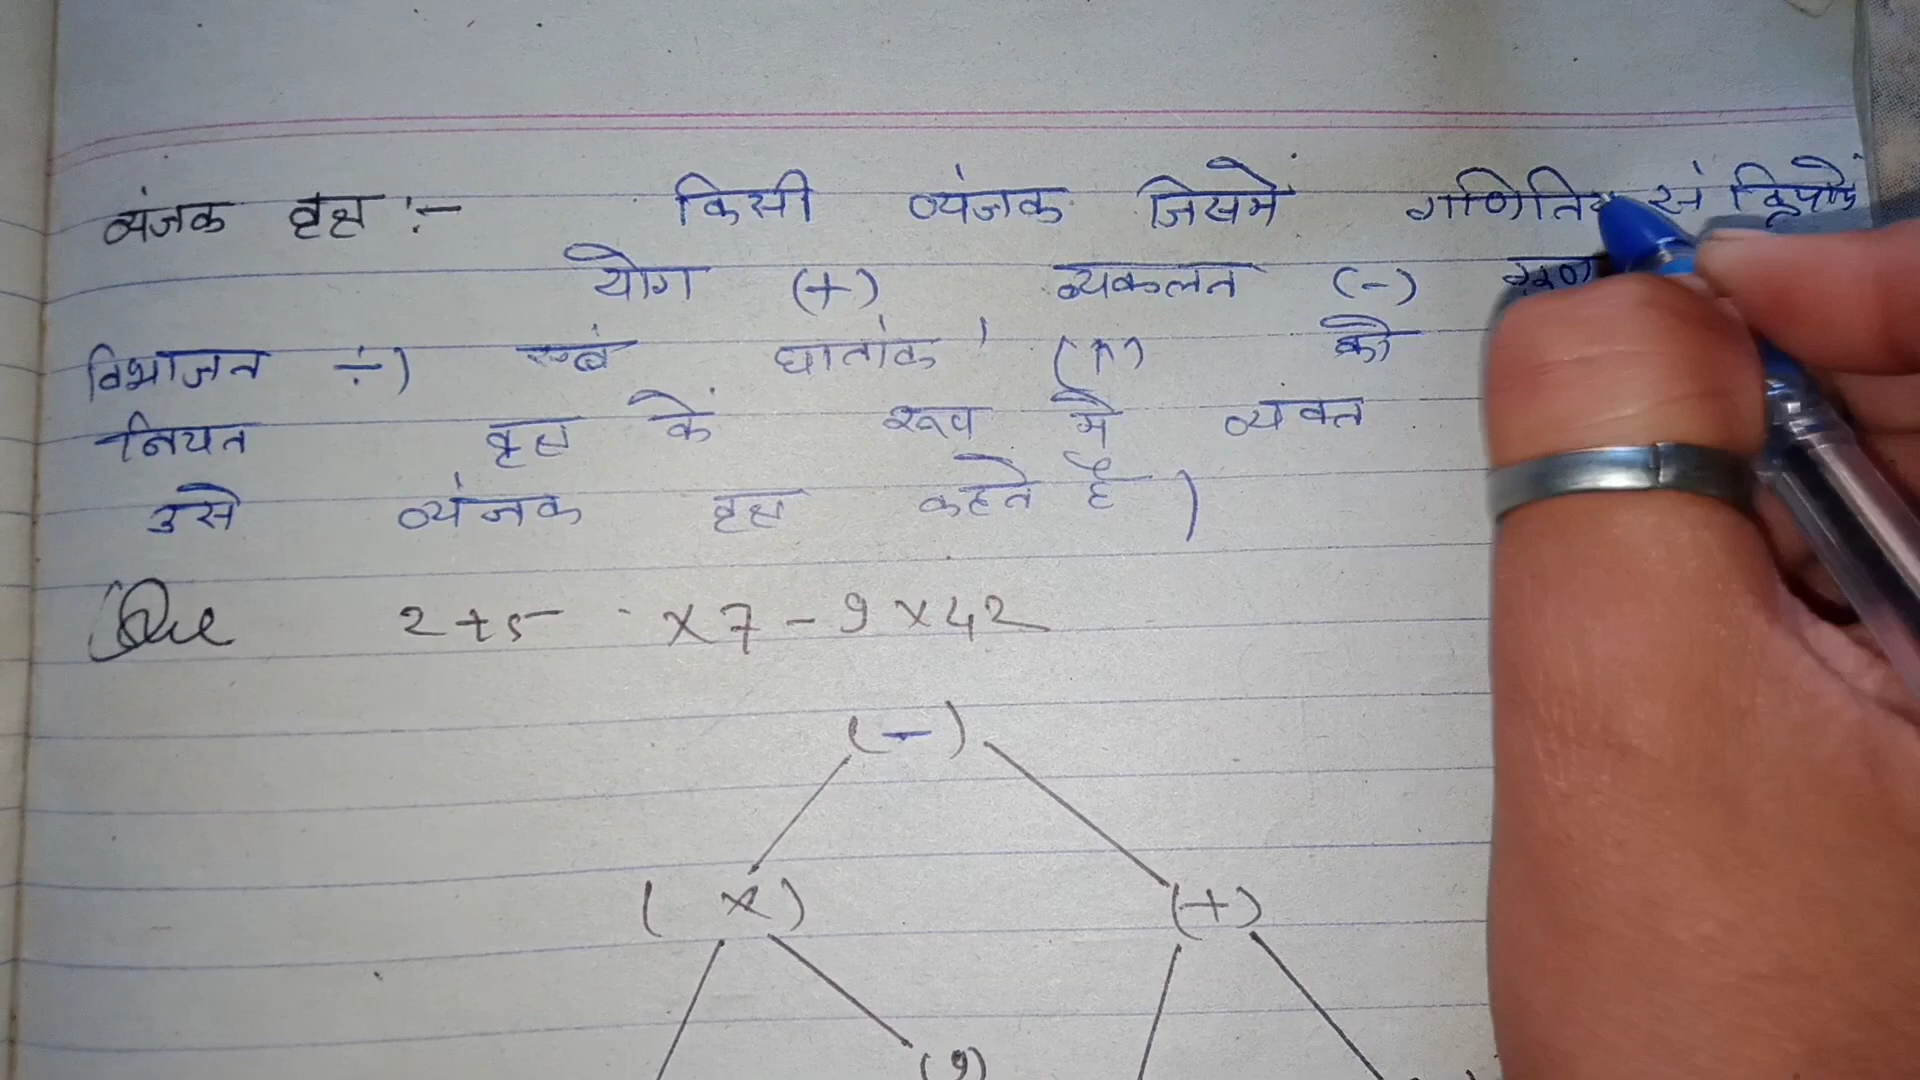 व्यंजक वृक्ष :- किसी व्यंजक जिसमें गणितिय
योग (+) व्यकलन (-)
विभाजन ÷) एवं घातांक (↑) को
नियत वृक्ष के रूप में व्यक्त
उसे व्यंजक वृक्ष कहते है।
Que 2+5 × 7 - 9 × 42
(-)
(×) (+)
(9)